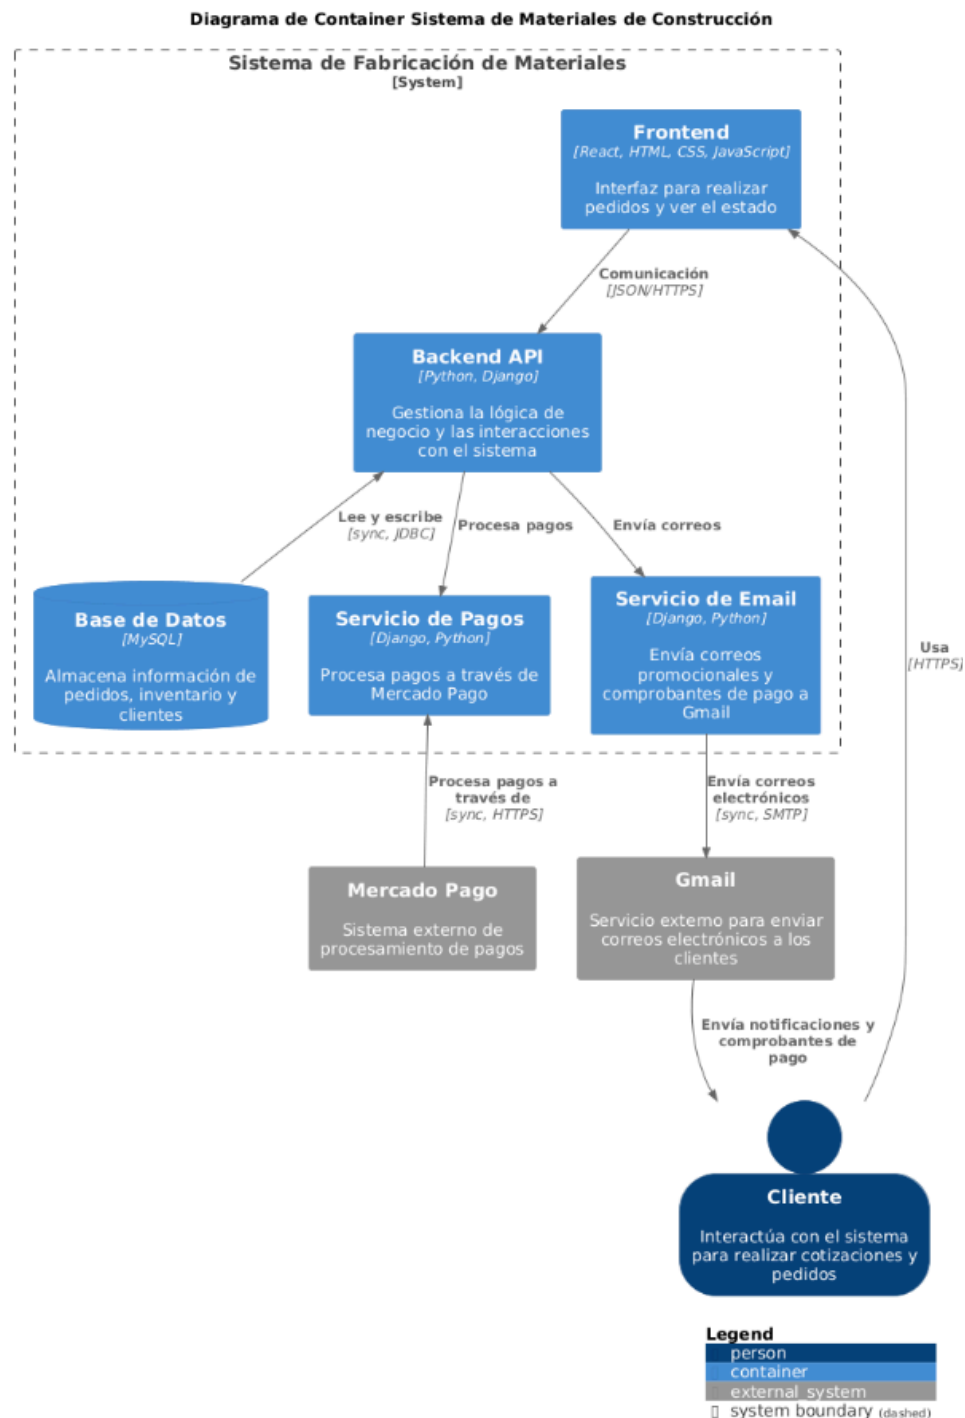 Diagrama de Container Sistema de Materiales de Construcción
Sistema de Fabricación de Materiales
[System]
Frontend
[React, HTML, CSS, JavaScript]
Interfaz para realizar
pedidos y ver el estado
Comunicación
[JSON/HTTPS]
Backend API
[Python, Django]
Gestiona la lógica de
negocio y las interacciones
con el sistema
Lee y escribe
[sync, JDBC]
Procesa pagos
Envía correos
Base de Datos
[MySQL]
Almacena información de
pedidos, inventario y
clientes
Servicio de Pagos
[Django, Python]
Procesa pagos a través de
Mercado Pago
Servicio de Email
[Django, Python]
Envía correos
promocionales y
comprobantes de pago a
Gmail
Usa
[HTTPS]
Procesa pagos a
través de
[sync, HTTPS]
Envía correos
electrónicos
[sync, SMTP]
Mercado Pago
Sistema externo de
procesamiento de pagos
Gmail
Servicio externo para enviar
correos electrónicos a los
clientes
Envía notificaciones y
comprobantes de
pago
Cliente
Interactúa con el sistema
para realizar cotizaciones y
pedidos
Legend
person
container
external_system
system boundary (dashed)